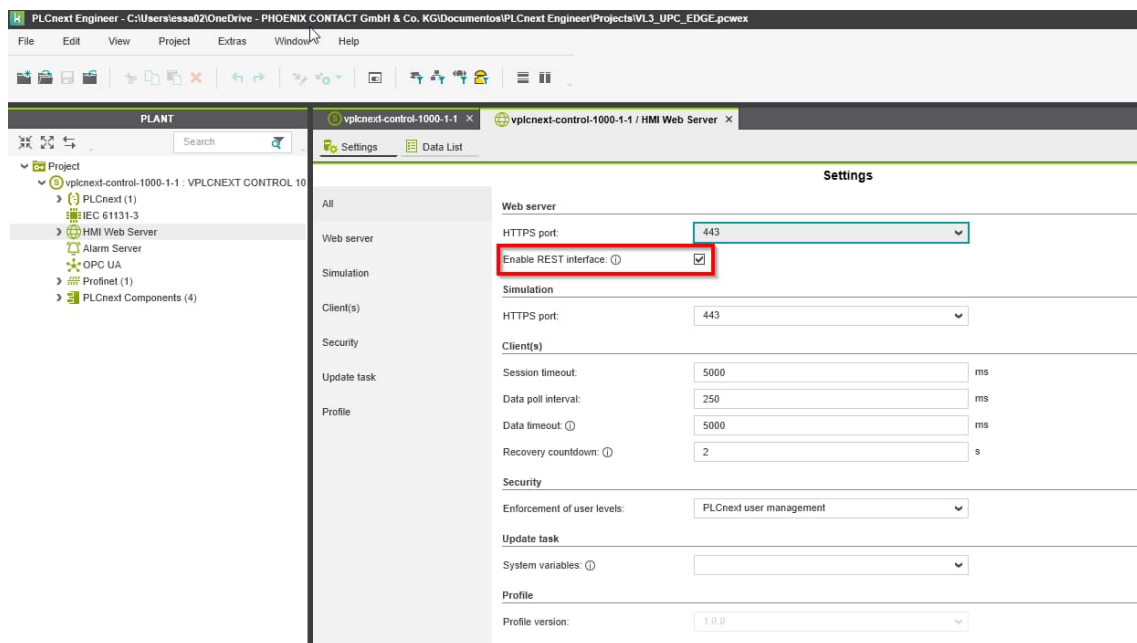 PLCnext Engineer - C:\Users\essa02\OneDrive - PHOENIX CONTACT GmbH & Co. KG\Documentos\PLCnext Engineer\Projects\VL3_UPC_EDGE.pcwex
File Edit View Project Extras Window Help
PLANT
vplcnext-control-1000-1-1 × vplcnext-control-1000-1-1 / HMI Web Server ×
Search
Settings Data List
Project
vplcnext-control-1000-1-1 : VPLCNEXT CONTROL 10
PLCnext (1)
IEC 61131-3
HMI Web Server
Alarm Server
OPC UA
Profinet (1)
PLCnext Components (4)
Settings
All
Web server
Simulation
Client(s)
Security
Update task
Profile
Web server
HTTPS port: 443
Enable REST interface:
Simulation
HTTPS port: 443
Client(s)
Session timeout: 5000 ms
Data poll interval: 250 ms
Data timeout: 5000 ms
Recovery countdown: 2 s
Security
Enforcement of user levels: PLCnext user management
Update task
System variables:
Profile
Profile version: 1.0.0